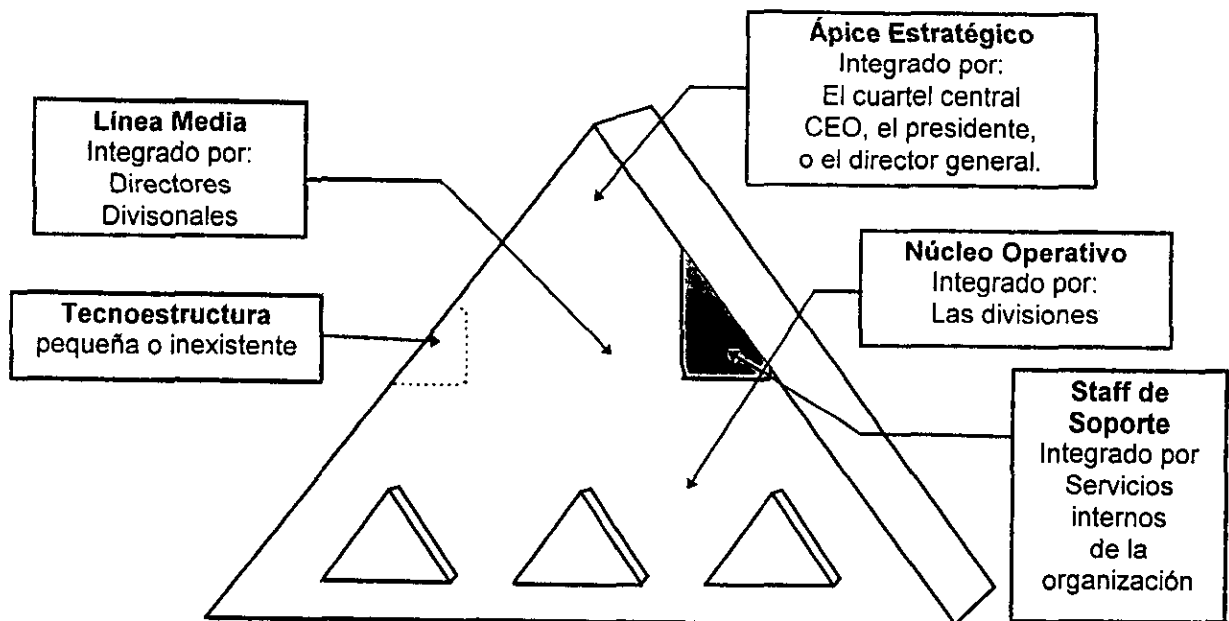 Ápice Estratégico
Integrado por:
El cuartel central
CEO, el presidente,
o el director general.
Línea Media
Integrado por:
Directores
Divisonales
Núcleo Operativo
Integrado por:
Las divisiones
Tecnoestructura
pequeña o inexistente
Staff de
Soporte
Integrado por
Servicios
internos
de la
organización